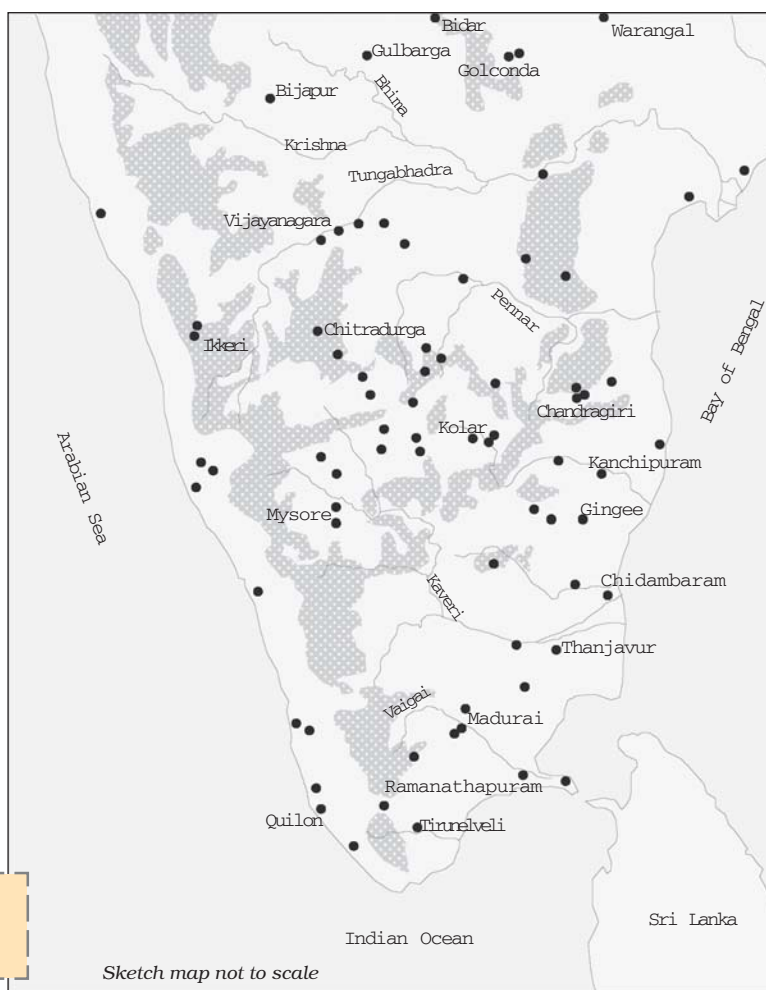 Bidar
Warangal
Gulbarga
Golconda
Bhima
Bijapur
Krishna
Tungabhadra
Vijayanagara
Pennar
Chitradurga
Ikkeri
Bay of Bengal
Chandragiri
Kolar
Arabian Sea
Kanchipuram
Mysore
Gingee
Kaveri
Chidambaram
Thanjavur
Vaigai
Madurai
Ramanathapuram
Quilon
Tirunelveli
Sri Lanka
Indian Ocean
Sketch map not to scale